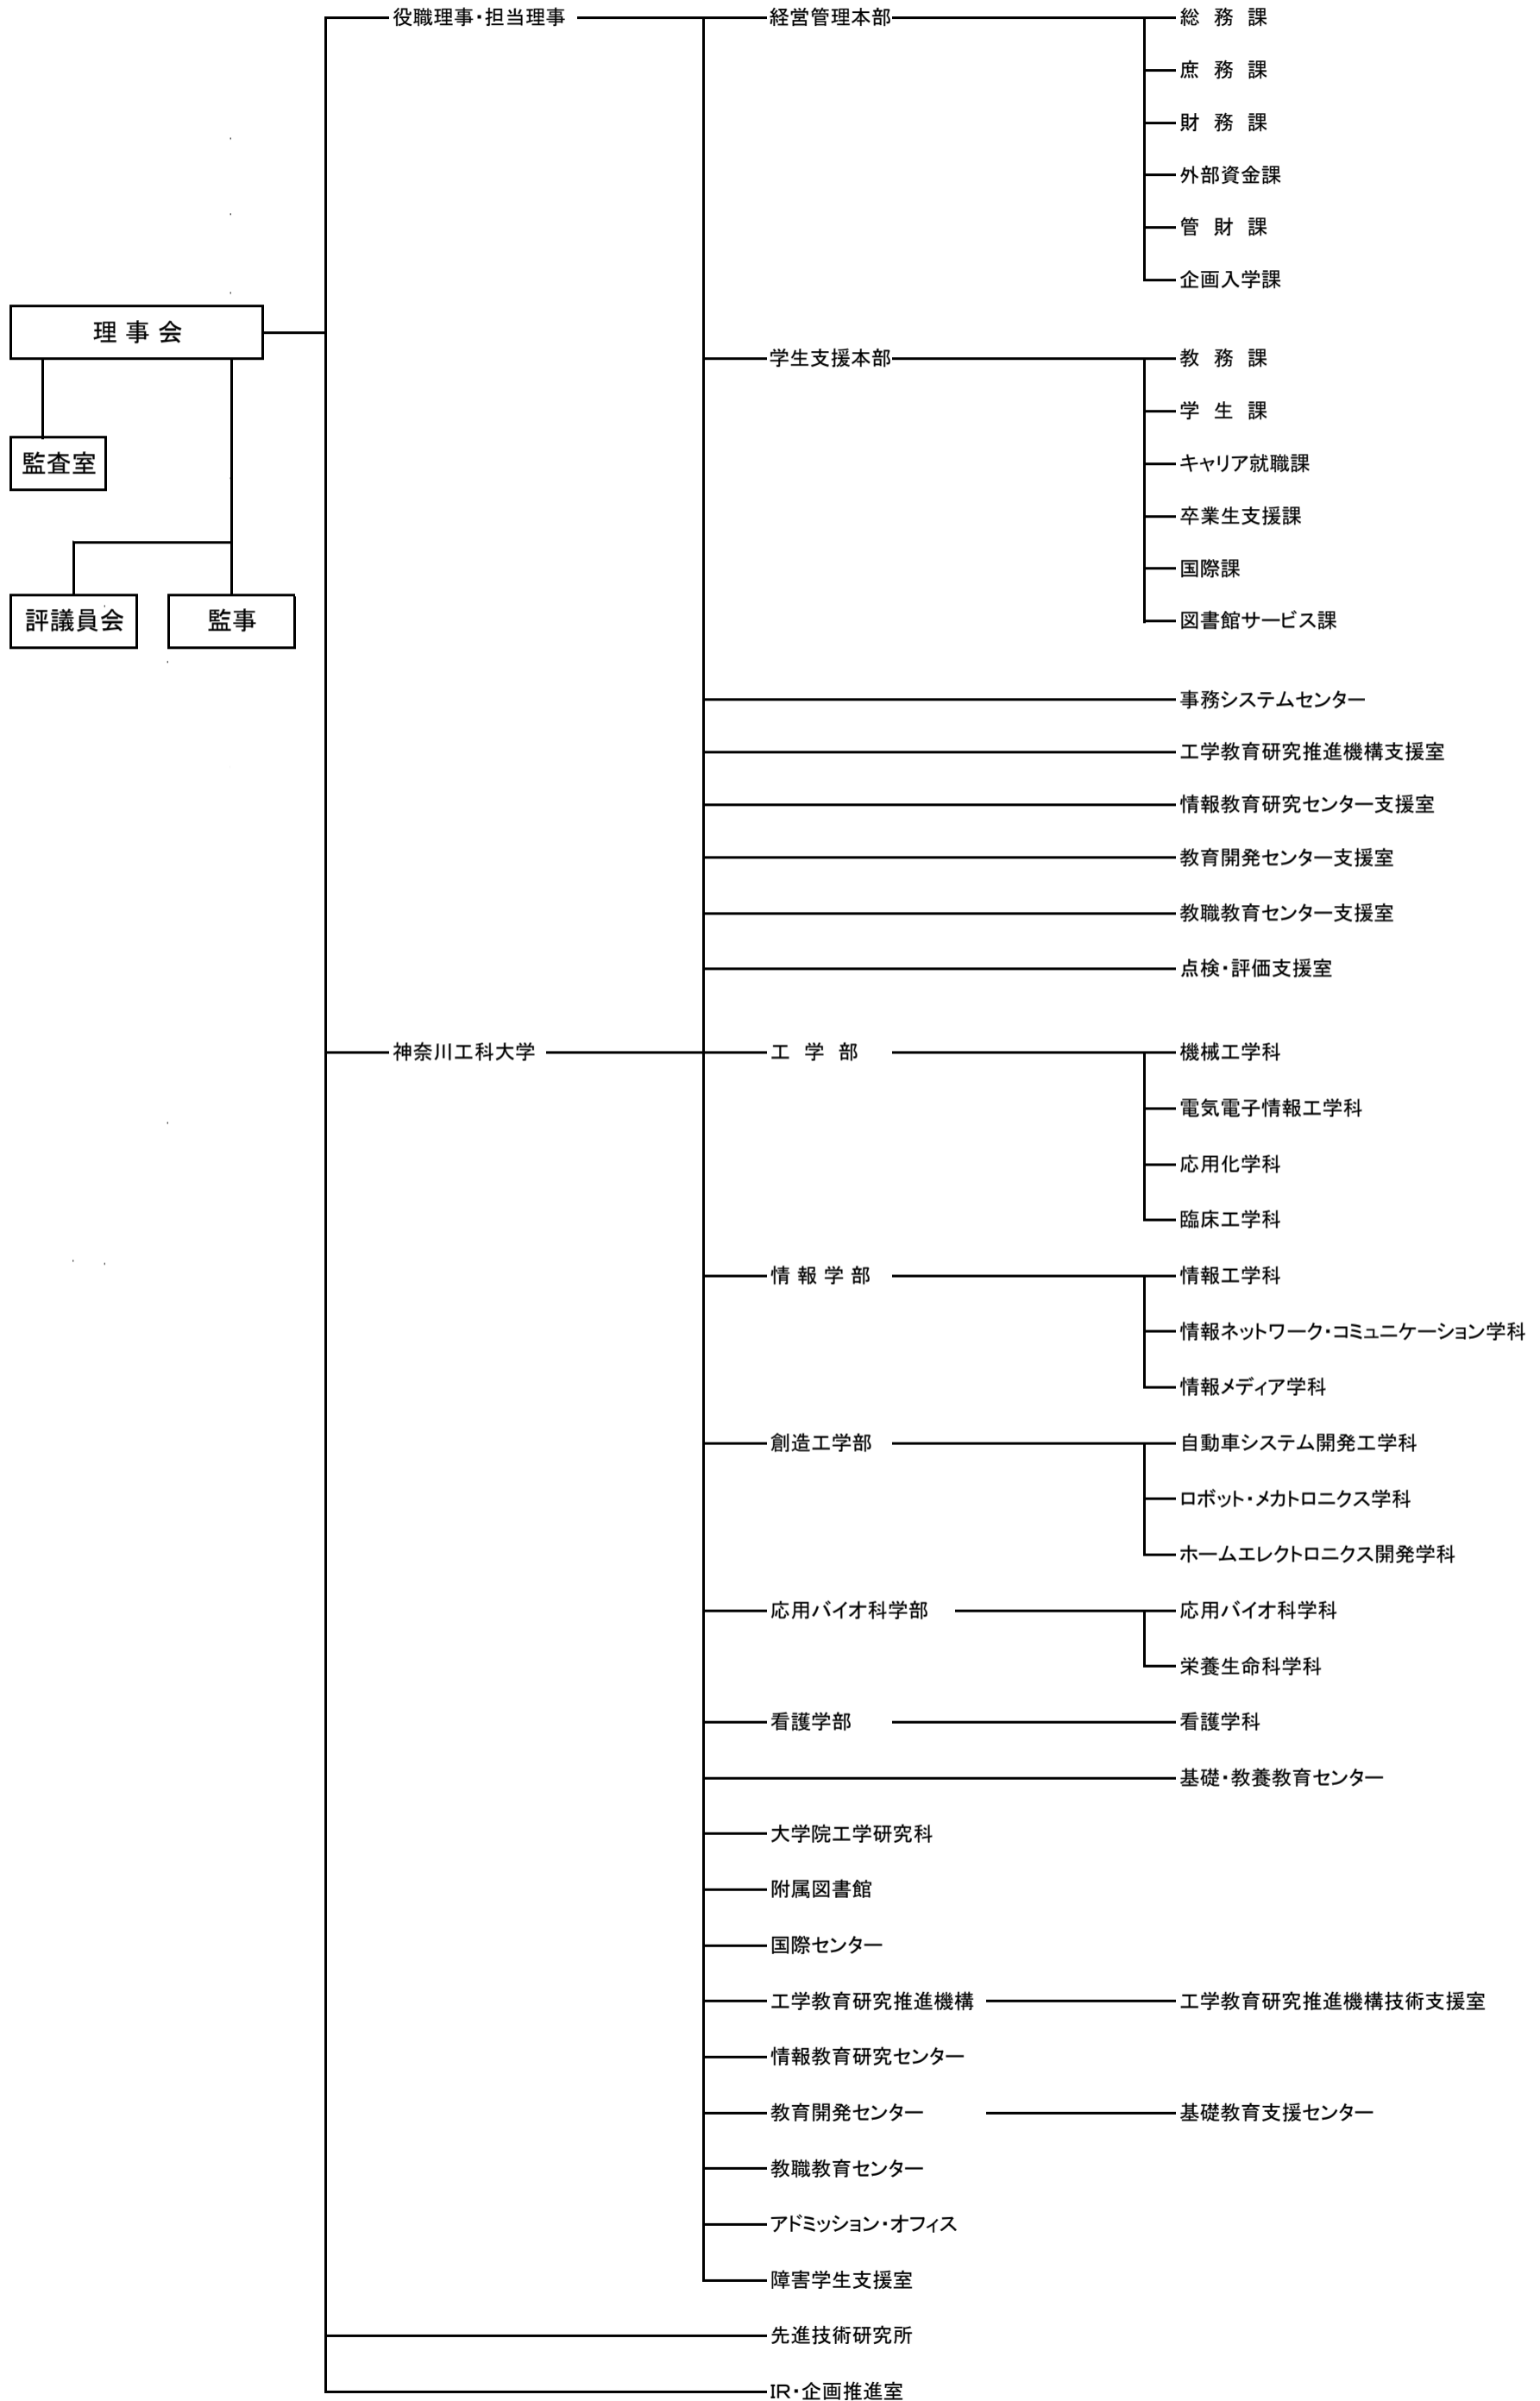 役職理事・担当理事
経営管理本部
総務課
庶務課
財務課
外部資金課
管財課
企画入学課
理事会
学生支援本部
教務課
学生課
キャリア就職課
監査室
卒業生支援課
国際課
評議員会
監事
図書館サービス課
事務システムセンター
工学教育研究推進機構支援室
情報教育研究センター支援室
教育開発センター支援室
教職教育センター支援室
点検・評価支援室
神奈川工科大学
工学部
機械工学科
電気電子情報工学科
応用化学科
臨床工学科
情報学部
情報工学科
情報ネットワーク・コミュニケーション学科
情報メディア学科
創造工学部
自動車システム開発工学科
ロボット・メカトロニクス学科
ホームエレクトロニクス開発学科
応用バイオ科学部
応用バイオ科学科
栄養生命科学科
看護学部
看護学科
基礎・教養教育センター
大学院工学研究科
附属図書館
国際センター
工学教育研究推進機構
工学教育研究推進機構技術支援室
情報教育研究センター
教育開発センター
基礎教育支援センター
教職教育センター
アドミッション・オフィス
障害学生支援室
先進技術研究所
IR・企画推進室